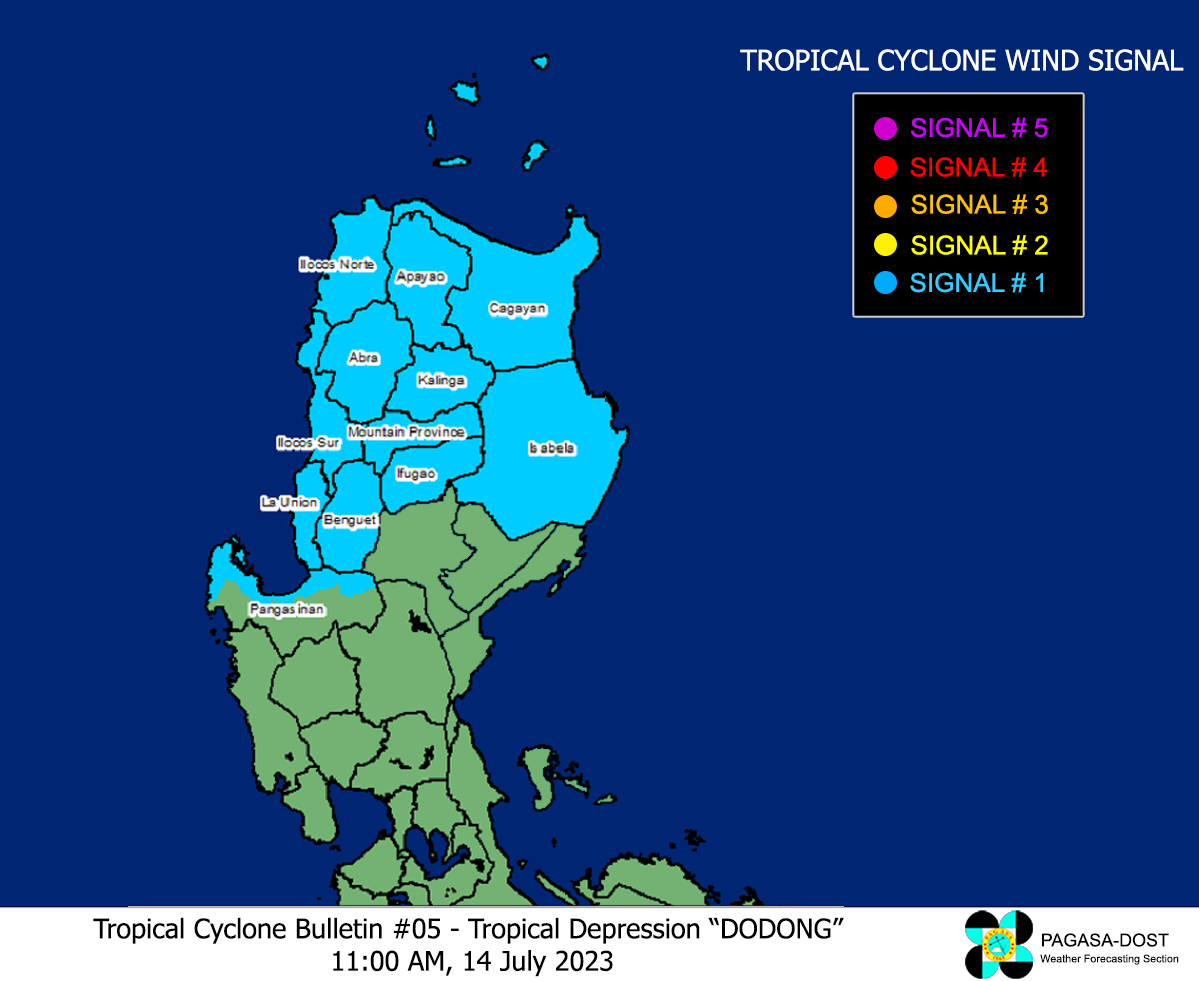 TROPICAL CYCLONE WIND SIGNAL
SIGNAL # 5
SIGNAL # 4
SIGNAL # 3
SIGNAL # 2
SIGNAL # 1
Ilocos Norte
Apayao
Cagayan
Abra
Kalinga
Mountain Province
Ilocos Sur
Isabela
Ifugao
La Union
Benguet
Pangasinan
Tropical Cyclone Bulletin #05 - Tropical Depression “DODONG”
11:00 AM, 14 July 2023
PAGASA-DOST
Weather Forecasting Section